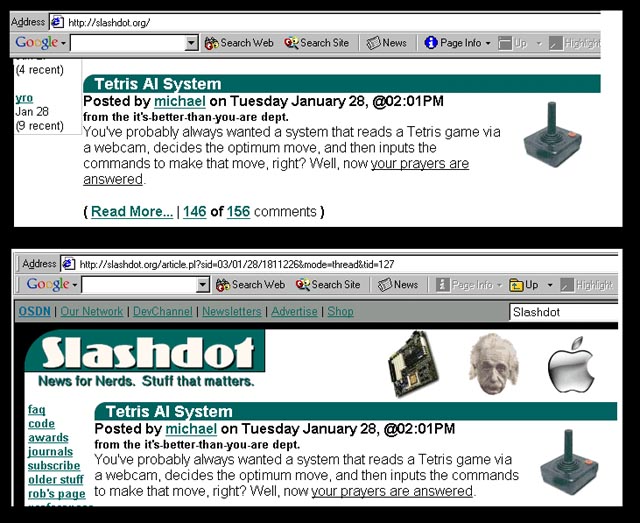 Address http://slashdot.org/
Google Search Web Search Site News Page Info Up Highlight
(4 recent)
Tetris AI System
yro
Jan 28
(9 recent)
Posted by michael on Tuesday January 28, @02:01PM
from the it's-better-than-you-are dept.
You've probably always wanted a system that reads a Tetris game via
a webcam, decides the optimum move, and then inputs the
commands to make that move, right? Well, now your prayers are
answered.
( Read More... | 146 of 156 comments )
Address http://slashdot.org/article.pl?sid=03/01/28/1811226&mode=thread&tid=127
Google Search Web Search Site News Page Info Up Highlight
OSDN | Our Network | DevChannel | Newsletters | Advertise | Shop Slashdot
Slashdot
News for Nerds. Stuff that matters.
faq
code
awards
journals
subscribe
older stuff
rob's page
Tetris AI System
Posted by michael on Tuesday January 28, @02:01PM
from the it's-better-than-you-are dept.
You've probably always wanted a system that reads a Tetris game via
a webcam, decides the optimum move, and then inputs the commands
to make that move, right? Well, now your prayers are answered.